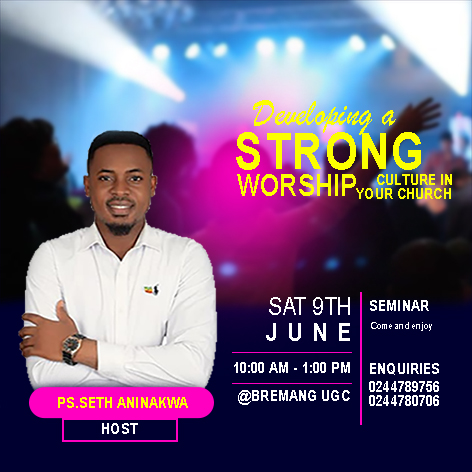 Developing a
STRONG
WORSHIP CULTURE IN
YOUR CHURCH
SAT 9TH
JUNE
10:00 AM - 1:00 PM
@BREMANG UGC
SEMINAR
Come and enjoy
ENQUIRIES
0244789756
0244780706
PS.SETH ANINAKWA
HOST